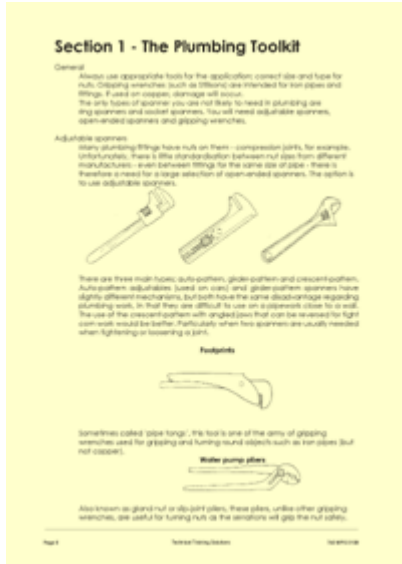 Section 1 - The Plumbing Toolkit
General
Always use appropriate tools for the application; correct size and type for
nuts. Gripping wrenches (such as Stillsons) are intended for iron pipes and
fittings. If used on copper, damage will occur.
The only types of spanner you are not likely to need in plumbing are
ring spanners and socket spanners. You will need adjustable spanners,
open-ended spanners and gripping wrenches.
Adjustable spanners
Many plumbing fittings have nuts on them - compression joints, for example.
Unfortunately, there is little standardisation between nut sizes from different
manufacturers - even between fittings for the same size of pipe - there is
therefore a need for a large selection of open-ended spanners. The option is
to use adjustable spanners.
There are three main types; auto-pattern, girder-pattern and crescent-pattern.
Auto-pattern adjustables (used on cars) and girder-pattern spanners have
slightly different mechanisms, but both have the same disadvantage regarding
plumbing work, in that they are difficult to use on a pipework close to a wall.
The use of the crescent-pattern with angled jaws that can be reversed for tight
corn work would be better. Particularly when two spanners are usually needed
when tightening or loosening a joint.
Footprints
Sometimes called 'pipe tongs', this tool is one of the army of gripping
wrenches used for gripping and turning round objects such as iron pipes (but
not copper).
Water pump pliers
Also known as gland nut or slip-joint pliers, these pliers, unlike other gripping
wrenches, are useful for turning nuts as the serrations will grip the nut safely.
Technical Training Solutions